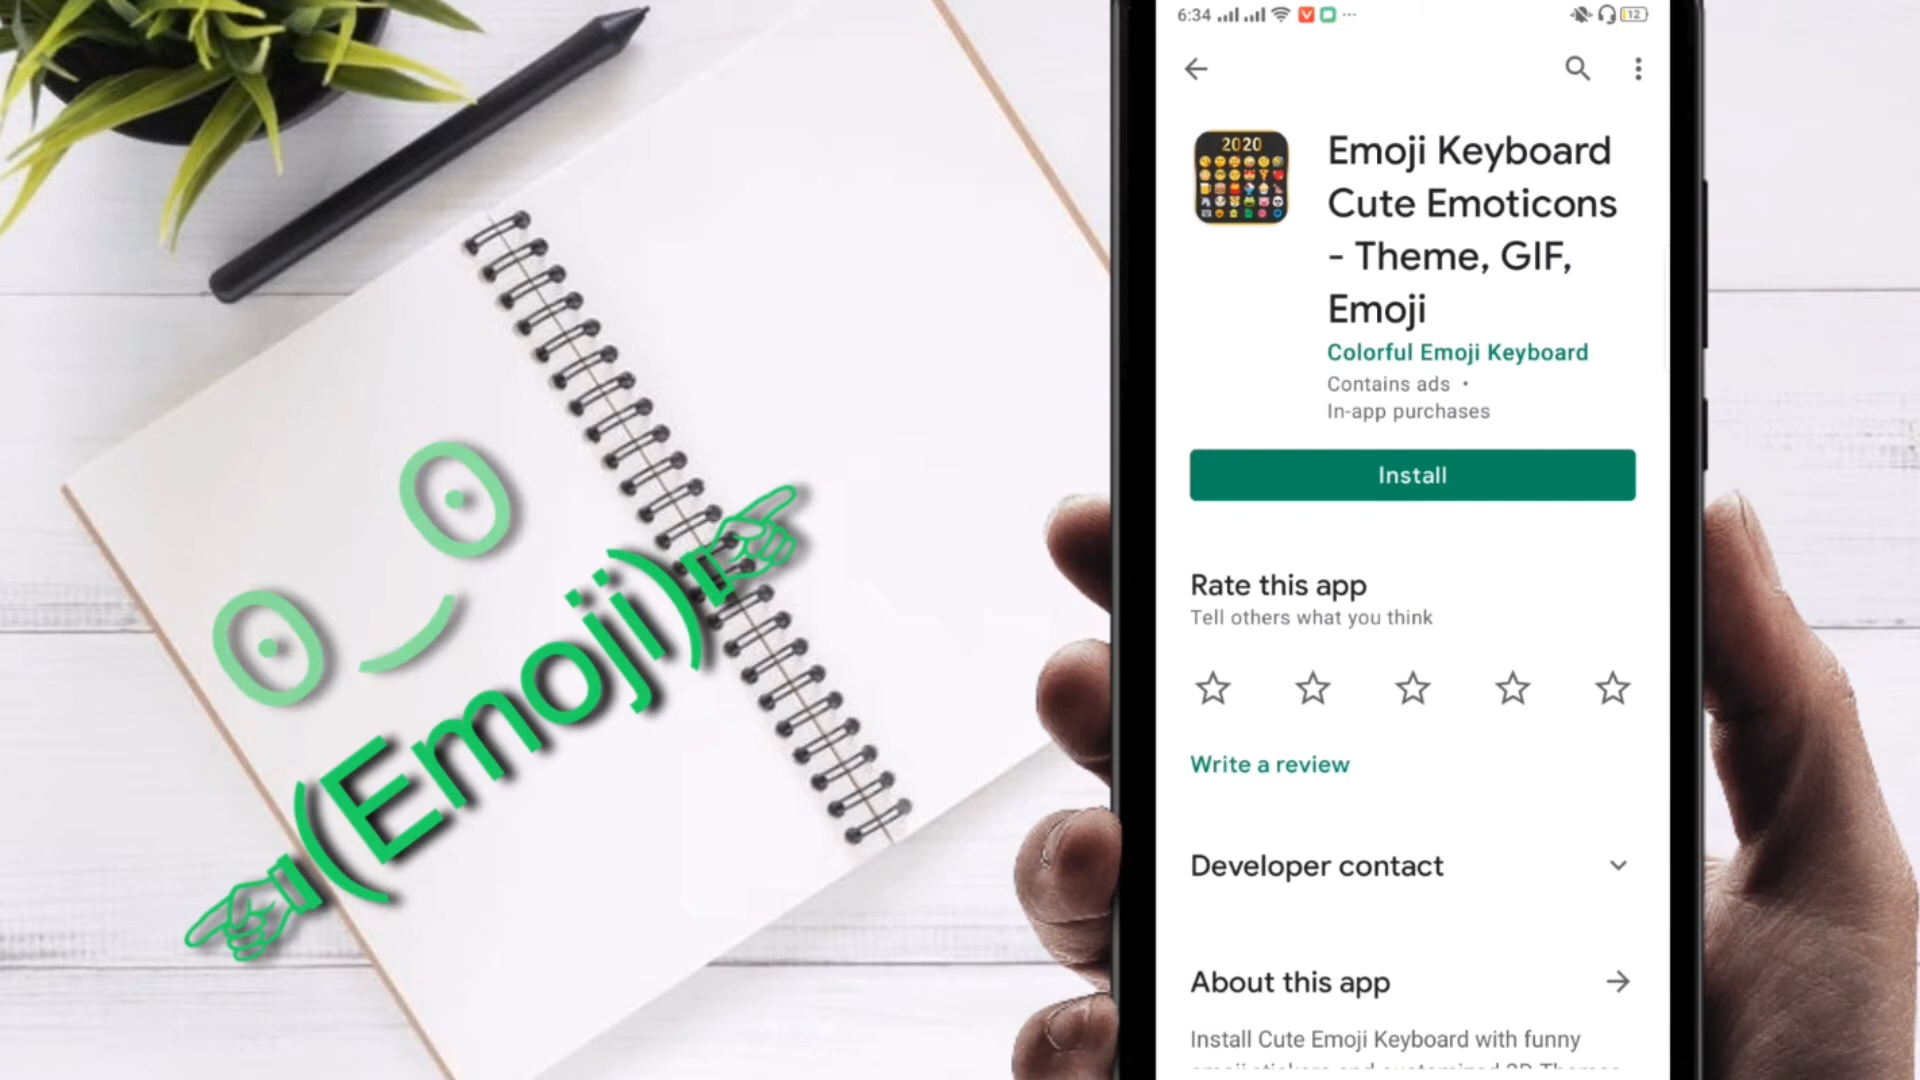 6:34
12
2020
Emoji Keyboard
Cute Emoticons
- Theme, GIF,
Emoji
Colorful Emoji Keyboard
Contains ads •
In-app purchases
Install
Rate this app
Tell others what you think
Write a review
Developer contact
About this app
Install Cute Emoji Keyboard with funny
ʘ‿ʘ
☜(Emoji)☞